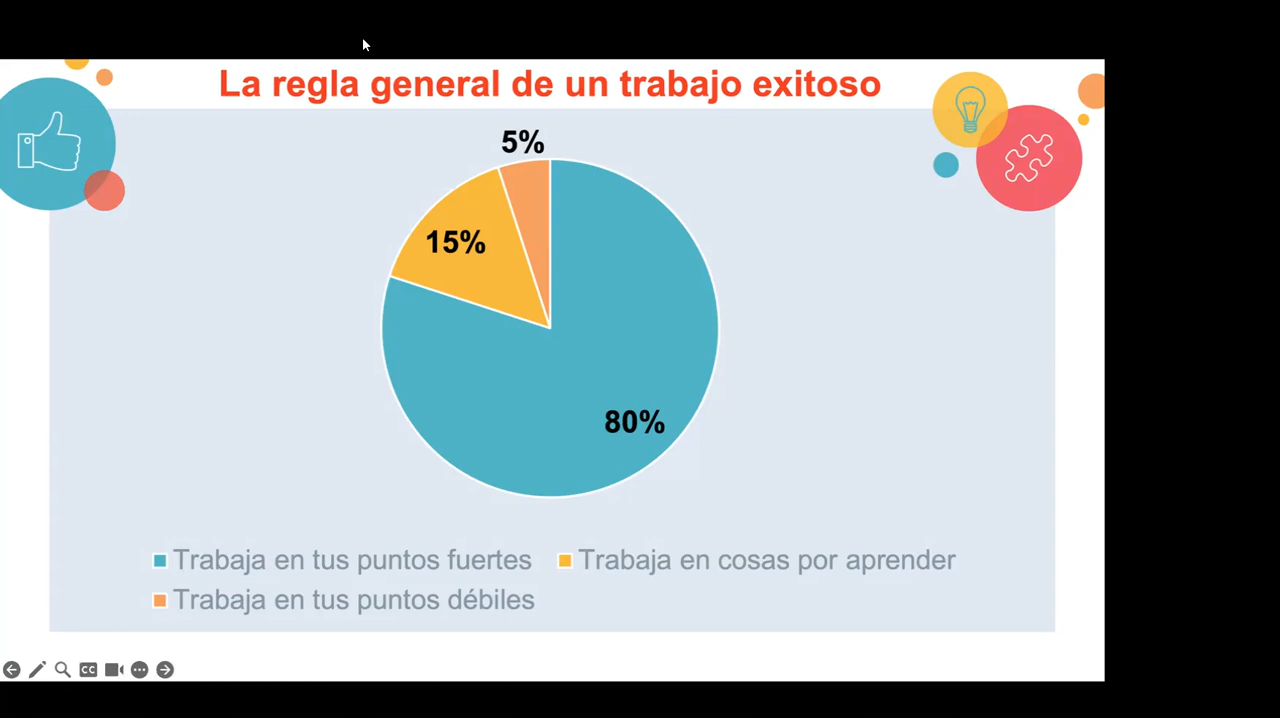 La regla general de un trabajo exitoso
5%
15%
80%
Trabaja en tus puntos fuertes
Trabaja en cosas por aprender
Trabaja en tus puntos débiles
CC